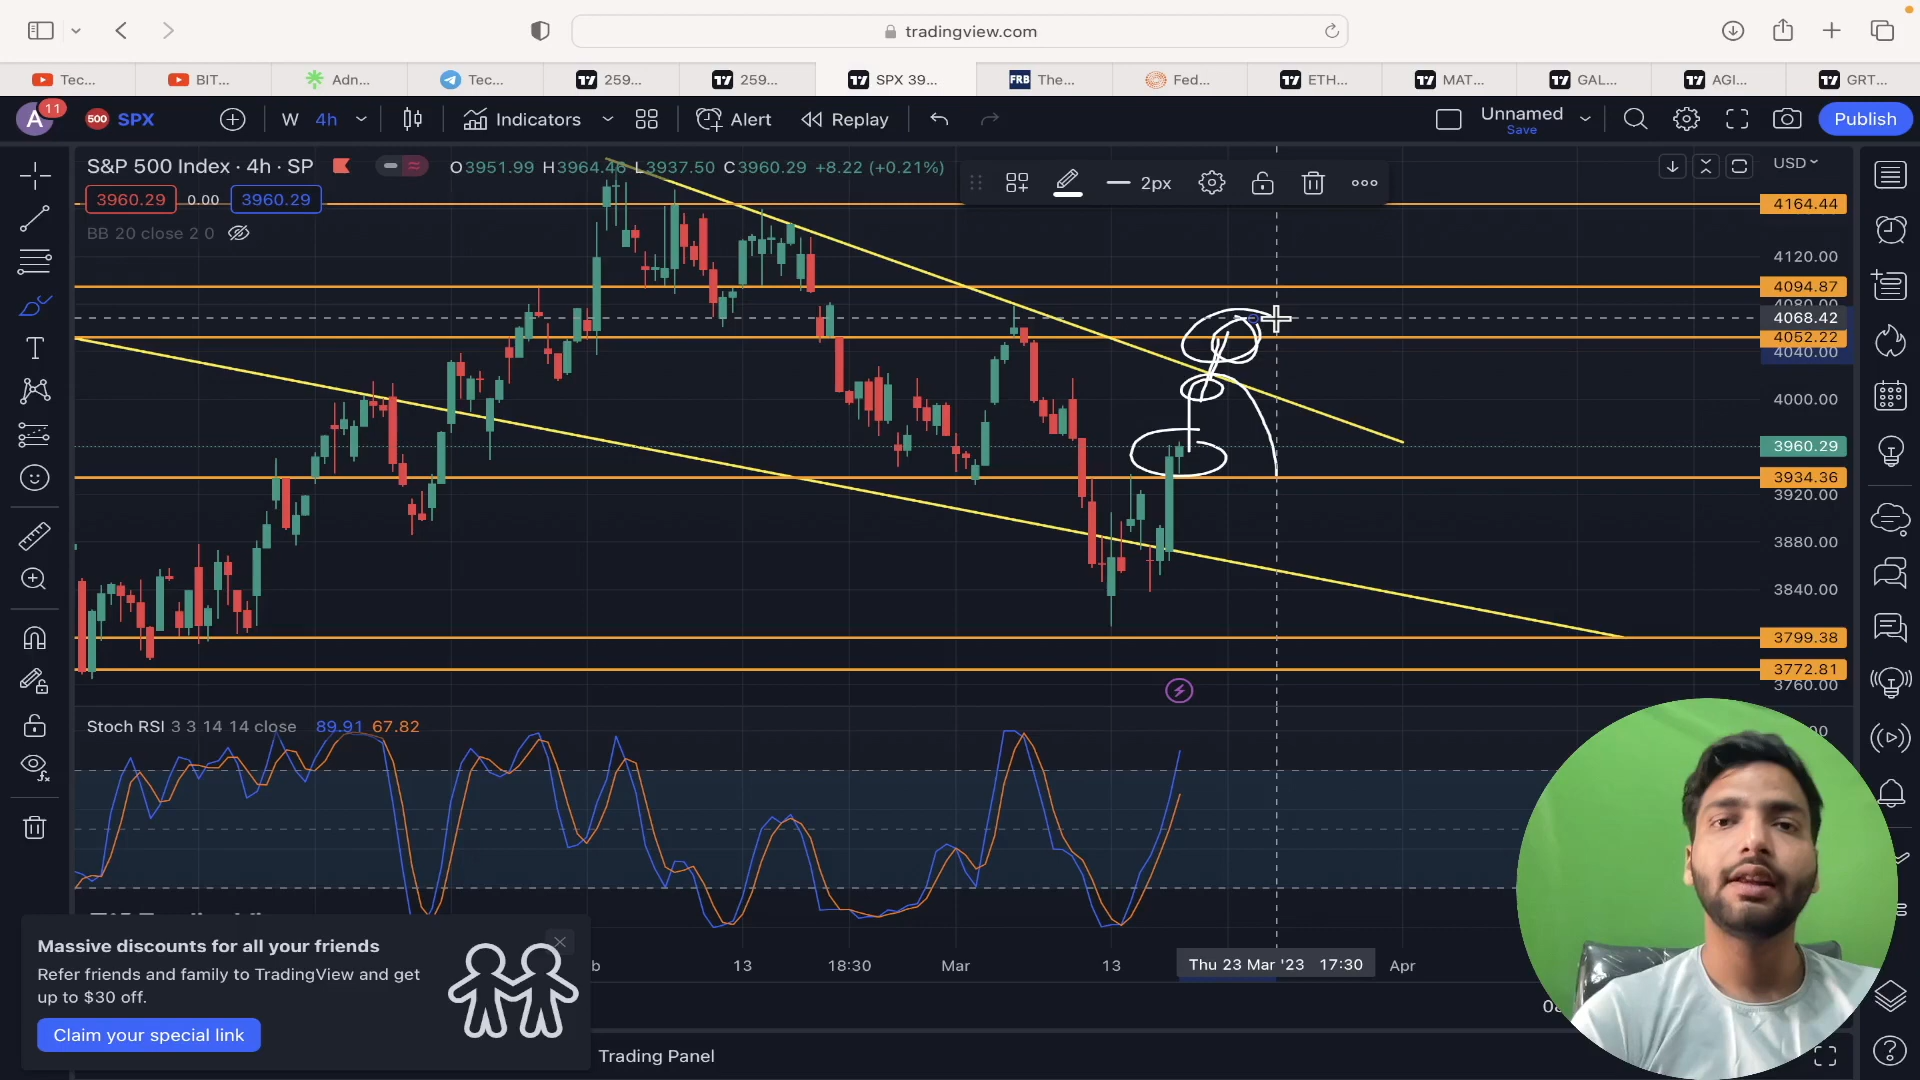 tradingview.com
Tec...
BIT...
Adn...
Tec...
259...
259...
SPX 39...
FRB The...
Fed...
ETH...
MAT...
GAL...
AGI...
GRT...
A 11
500 SPX
W 4h
Indicators
Alert
Replay
Unnamed
Save
Publish
S&P 500 Index · 4h · SP
O3951.99 H3964.46 L3937.50 C3960.29 +8.22 (+0.21%)
2px
USD
3960.29 0.00 3960.29
BB 20 close 2 0
4164.44
4120.00
4094.87
4080.00
4068.42
4052.22
4040.00
4000.00
3960.29
3934.36
3920.00
3880.00
3840.00
3799.38
3772.81
3760.00
Stoch RSI 3 3 14 14 close 89.91 67.82
13
18:30
Mar
13
Thu 23 Mar '23 17:30
Apr
Massive discounts for all your friends
Refer friends and family to TradingView and get
up to $30 off.
Claim your special link
Trading Panel